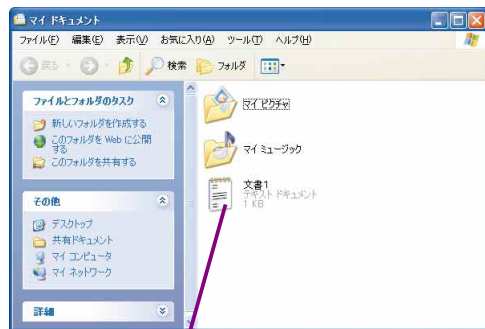 マイ ドキュメント
ファイル(F) 編集(E) 表示(V) お気に入り(A) ツール(T) ヘルプ(H)
戻る 検索 フォルダ
ファイルとフォルダのタスク
新しいフォルダを作成する
このフォルダを Web に公開
する
このフォルダを共有する
その他
デスクトップ
共有ドキュメント
マイ コンピュータ
マイ ネットワーク
詳細
マイ ピクチャ
マイ ミュージック
文書1
テキスト ドキュメント
1 KB